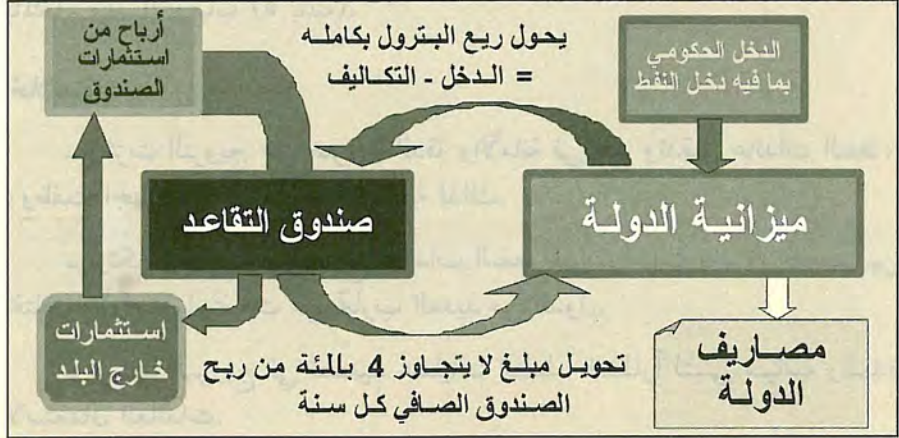 الدخل الحكومي
بما فيه دخل النفط
يحول ريع البترول بكامله
= الدخل - التكاليف
أرباح من
استثمارات
الصندوق
ميزانية الدولة
صندوق التقاعد
مصاريف
الدولة
تحويل مبلغ لا يتجاوز 4 بالمئة من ربح
الصندوق الصافي كل سنة
استثمارات
خارج البلد